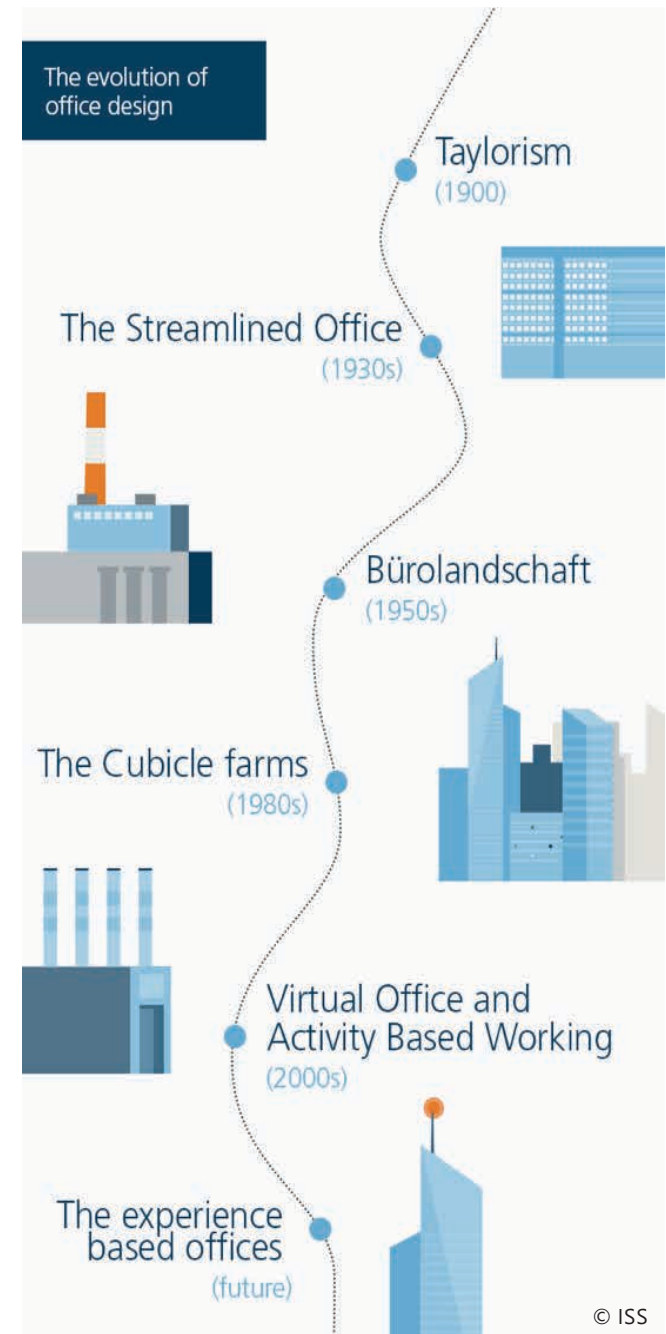 The evolution of
office design
Taylorism
(1900)
The Streamlined Office
(1930s)
Bürolandschaft
(1950s)
The Cubicle farms
(1980s)
Virtual Office and
Activity Based Working
(2000s)
The experience
based offices
(future)
© ISS